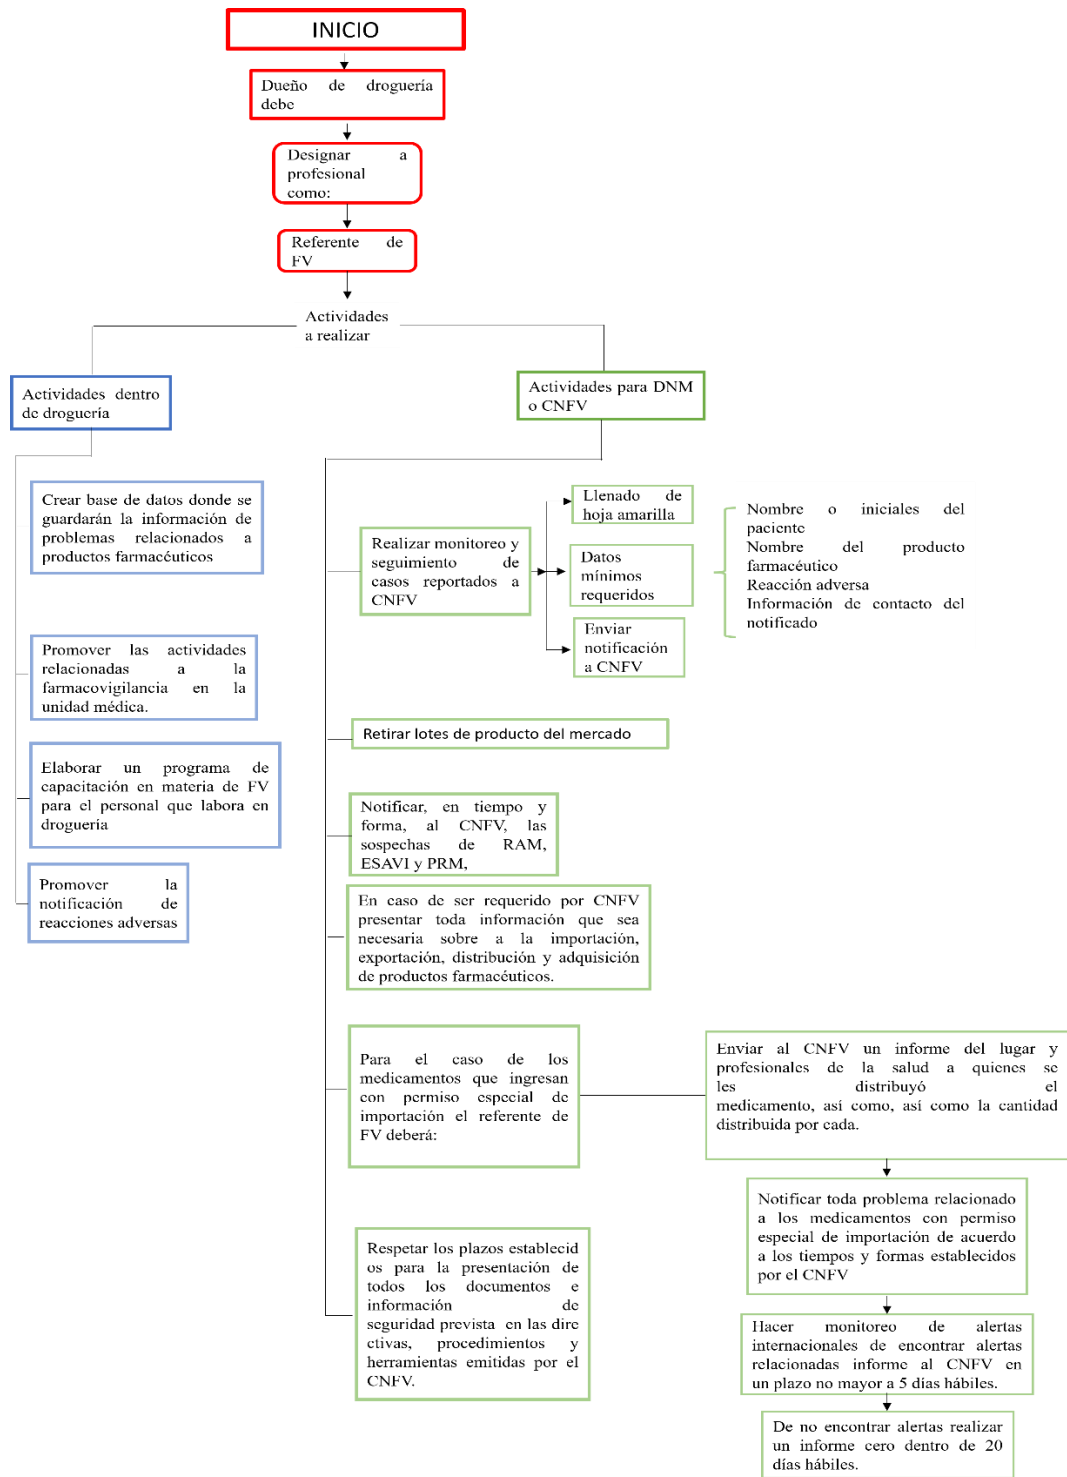 INICIO
Dueño de droguería
debe
Designar a
profesional
como:
Referente de
FV
Actividades
a realizar
Actividades dentro
de droguería
Crear base de datos donde se
guardarán la información de
problemas relacionados a
productos farmacéuticos
Promover las actividades
relacionadas a la
farmacovigilancia en la
unidad médica.
Elaborar un programa de
capacitación en materia de FV
para el personal que labora en
droguería
Promover la
notificación de
reacciones adversas
Actividades para DNM
o CNFV
Realizar monitoreo y
seguimiento de
casos reportados a
CNFV
Llenado de
hoja amarilla
Datos
mínimos
requeridos
Enviar
notificación
a CNFV
Nombre o iniciales del
paciente
Nombre del producto
farmacéutico
Reacción adversa
Información de contacto del
notificado
Retirar lotes de producto del mercado
Notificar, en tiempo y
forma, al CNFV, las
sospechas de RAM,
ESAVI y PRM,
En caso de ser requerido por CNFV
presentar toda información que sea
necesaria sobre a la importación,
exportación, distribución y adquisición
de productos farmacéuticos.
Para el caso de los
medicamentos que ingresan
con permiso especial de
importación el referente de
FV deberá:
Enviar al CNFV un informe del lugar y
profesionales de la salud a quienes se
les distribuyó el
medicamento, así como, así como la cantidad
distribuida por cada.
Notificar toda problema relacionado
a los medicamentos con permiso
especial de importación de acuerdo
a los tiempos y formas establecidos
por el CNFV
Hacer monitoreo de alertas
internacionales de encontrar alertas
relacionadas informe al CNFV en
un plazo no mayor a 5 días hábiles.
De no encontrar alertas realizar
un informe cero dentro de 20
días hábiles.
Respetar los plazos establecid
os para la presentación de
todos los documentos e
información de
seguridad prevista en las dire
ctivas, procedimientos y
herramientas emitidas por el
CNFV.